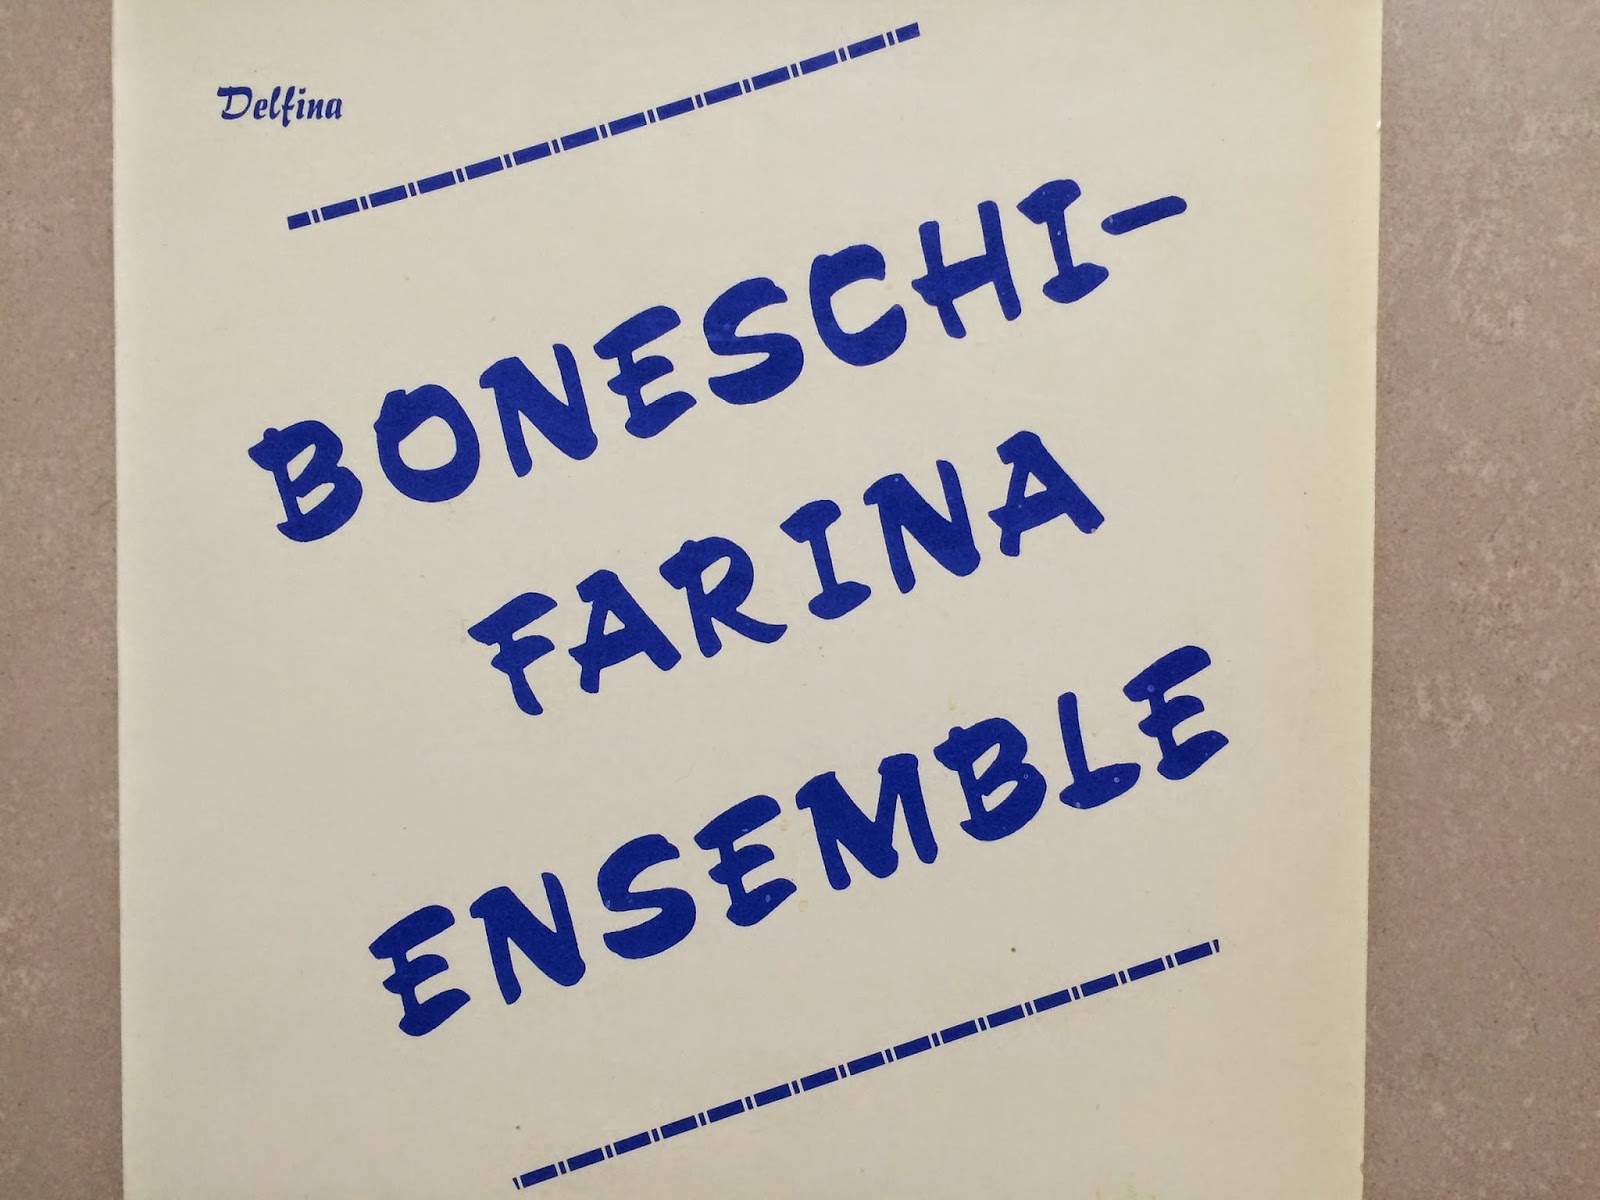 Delfina
BONESCHI-
FARINA
ENSEMBLE